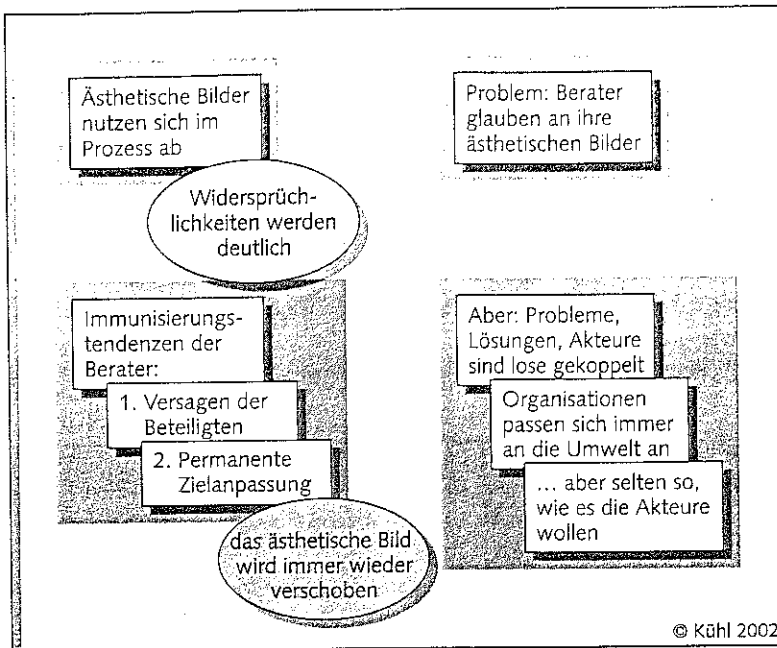 Ästhetische Bilder
nutzen sich im
Prozess ab
Widersprüch-
lichkeiten werden
deutlich
Problem: Berater
glauben an ihre
ästhetischen Bilder
Immunisierungs-
tendenzen der
Berater:
1. Versagen der
Beteiligten
2. Permanente
Zielanpassung
das ästhetische Bild
wird immer wieder
verschoben
Aber: Probleme,
Lösungen, Akteure
sind lose gekoppelt
Organisationen
passen sich immer
an die Umwelt an
... aber selten so,
wie es die Akteure
wollen
© Kühl 2002